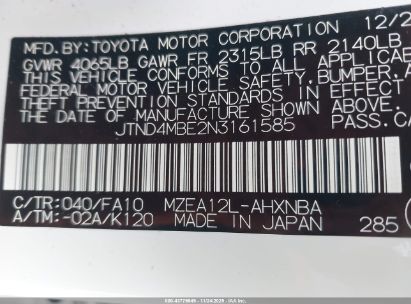 MFD.BY:TOYOTA MOTOR CORPORATION 12/2
GVWR 4065LB GAWR FR 2315LB RR 2140LB
THIS VEHICLE CONFORMS TO ALL APPLICAB
FEDERAL MOTOR VEHICLE SAFETY, BUMPER, A
THEFT PREVENTION STANDARDS IN EFFECT ON
THE DATE OF MANUFACTURE SHOWN ABOVE.
JTND4MBE2N3161585 PASS.CA
C/TR:040/FA10 MZEA12L-AHXNBA
A/TM:-02A/K120 MADE IN JAPAN 285